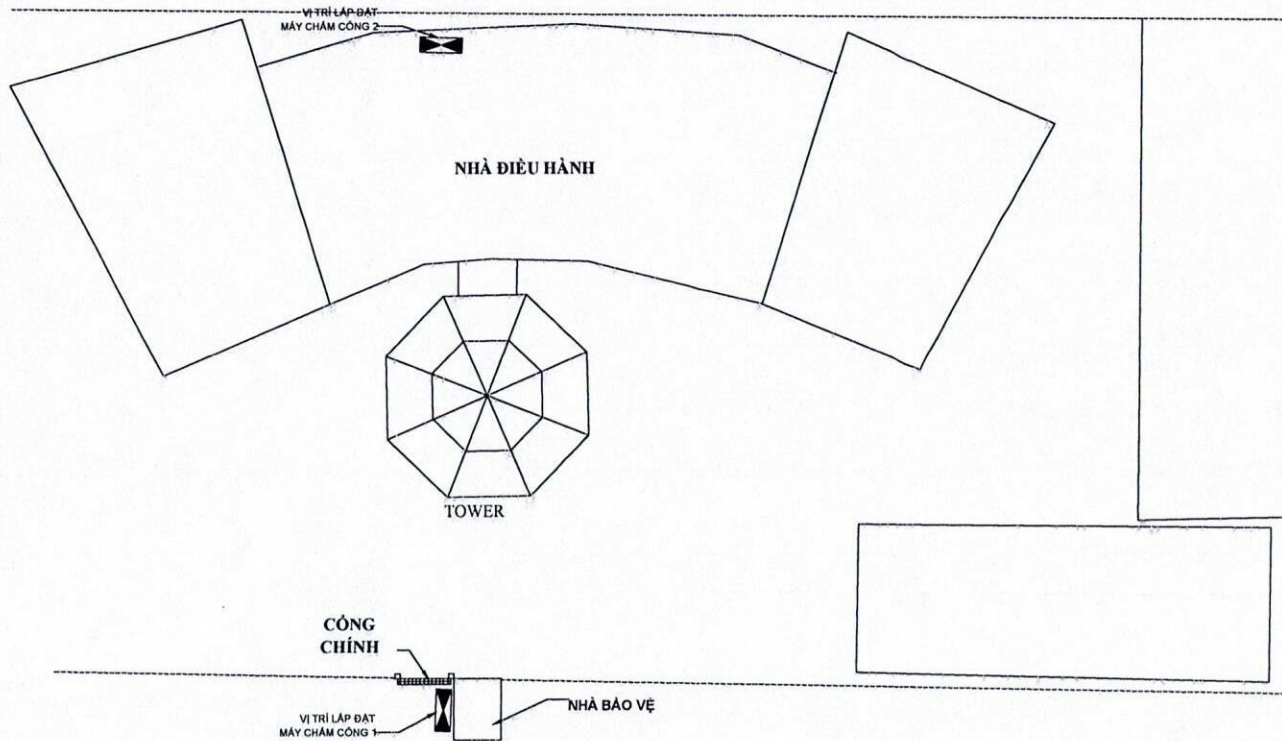 VỊ TRÍ LẮP ĐẶT
MÁY CHẤM CÔNG 2
NHÀ ĐIỀU HÀNH
TOWER
CỔNG
CHÍNH
VỊ TRÍ LẮP ĐẶT
MÁY CHẤM CÔNG 1
NHÀ BẢO VỆ